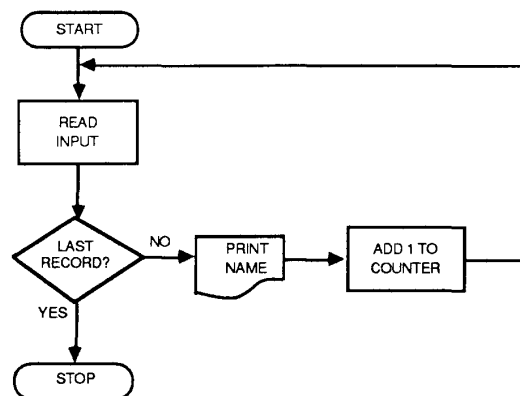 START
READ
INPUT
LAST
RECORD?
NO
PRINT
NAME
ADD 1 TO
COUNTER
YES
STOP